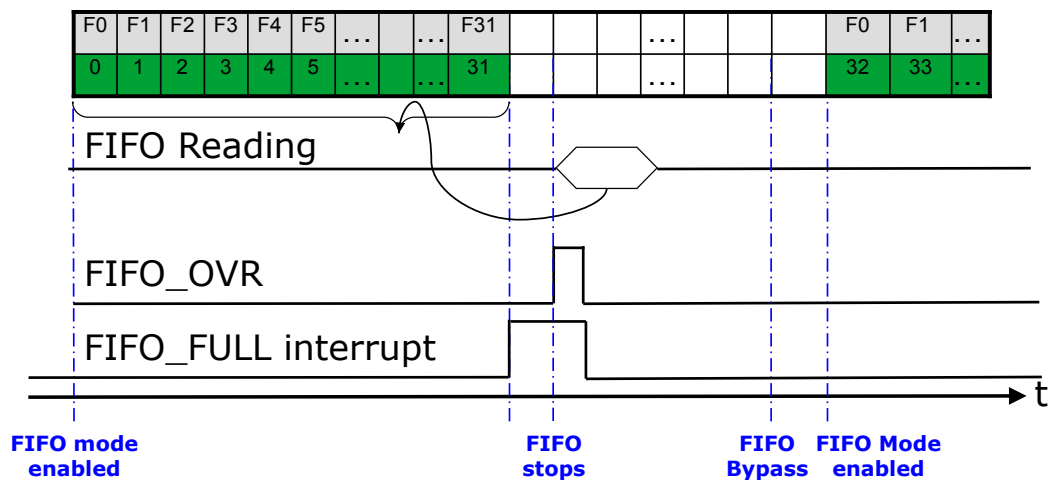 F0 F1 F2 F3 F4 F5 ... ... F31 ... F0 F1 ...
0 1 2 3 4 5 ... ... 31 ... 32 33 ...
FIFO Reading
FIFO_OVR
FIFO_FULL interrupt
t
FIFO mode enabled
FIFO stops
FIFO Bypass
FIFO Mode enabled